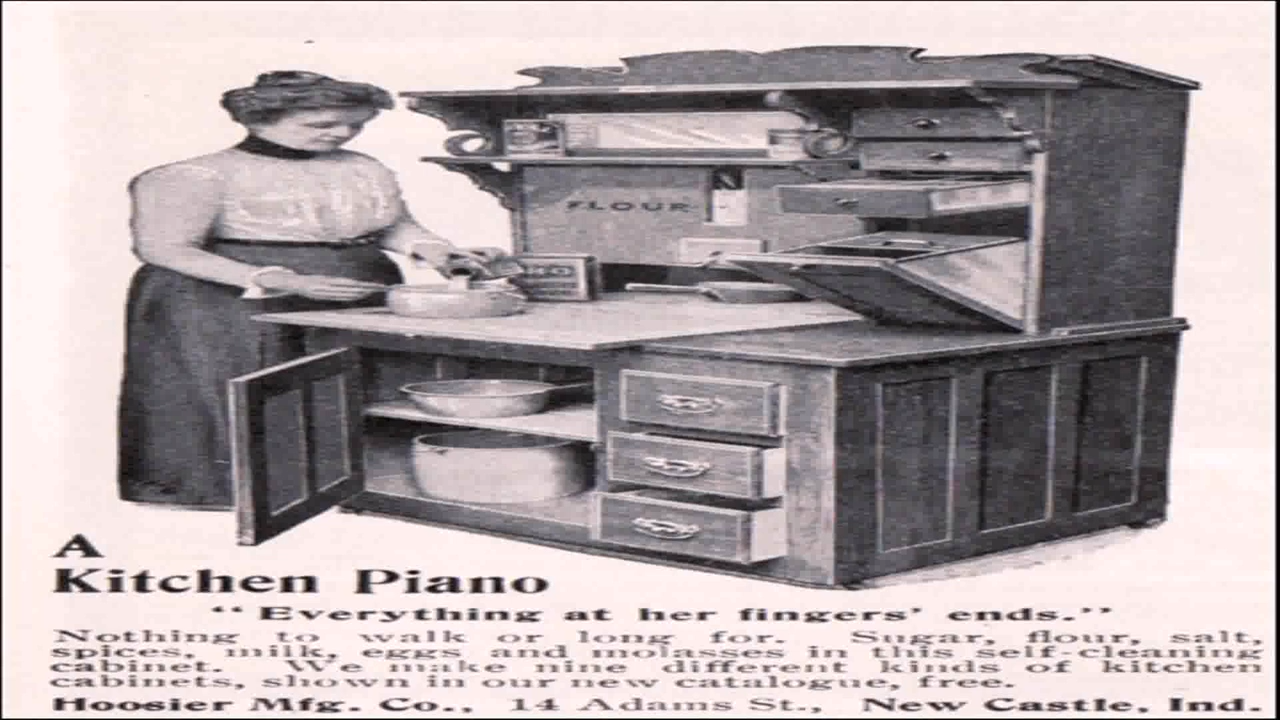 FLOUR
A
Kitchen Piano
“Everything at her fingers’ ends.”
Nothing to walk or long for. Sugar, flour, salt,
spices, milk, eggs and molasses in this self-cleaning
cabinet. We make nine different kinds of kitchen
cabinets, shown in our new catalogue, free.
Hoosier Mfg. Co., 14 Adams St., New Castle, Ind.